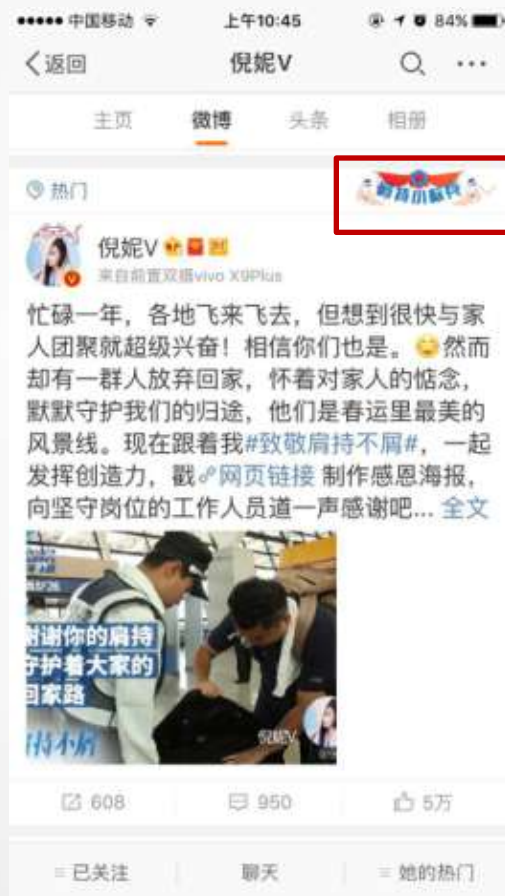 中国移动 上午10:45 84%
返回 倪妮V
主页 微博 头条 相册
热门
倪妮V
来自前置双摄vivo X9Plus
忙碌一年，各地飞来飞去，但想到很快与家
人团聚就超级兴奋！相信你们也是。然而
却有一群人放弃回家，怀着对家人的惦念，
默默守护我们的归途，他们是春运里最美的
风景线。现在跟着我#致敬肩持不屑#，一起
发挥创造力，戳网页链接 制作感恩海报，
向坚守岗位的工作人员道一声感谢吧... 全文
谢谢你的肩持
守护着大家的
回家路
倪妮V
608 950 5万
已关注 聊天 她的热门